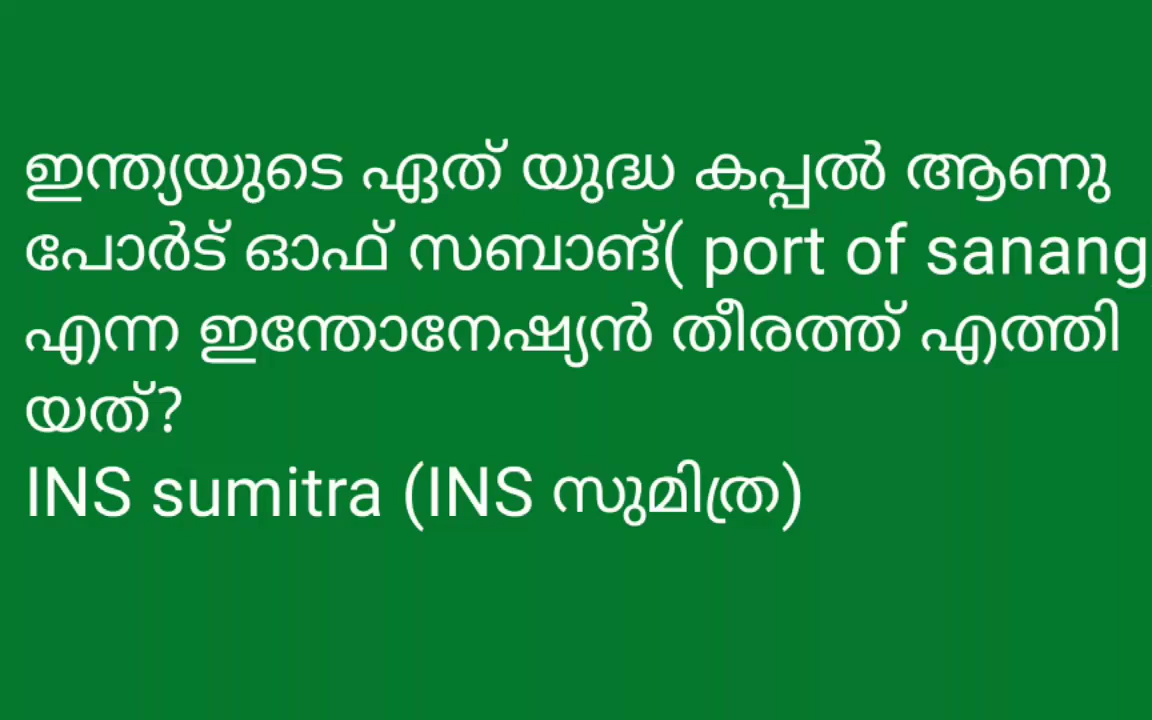 ഇന്ത്യയുടെ ഏത് യുദ്ധ കപ്പൽ ആണു
പോർട് ഓഫ് സബാങ്( port of sanang
എന്ന ഇന്തോനേഷ്യൻ തീരത്ത് എത്തി
യത്?
INS sumitra (INS സുമിത്ര)